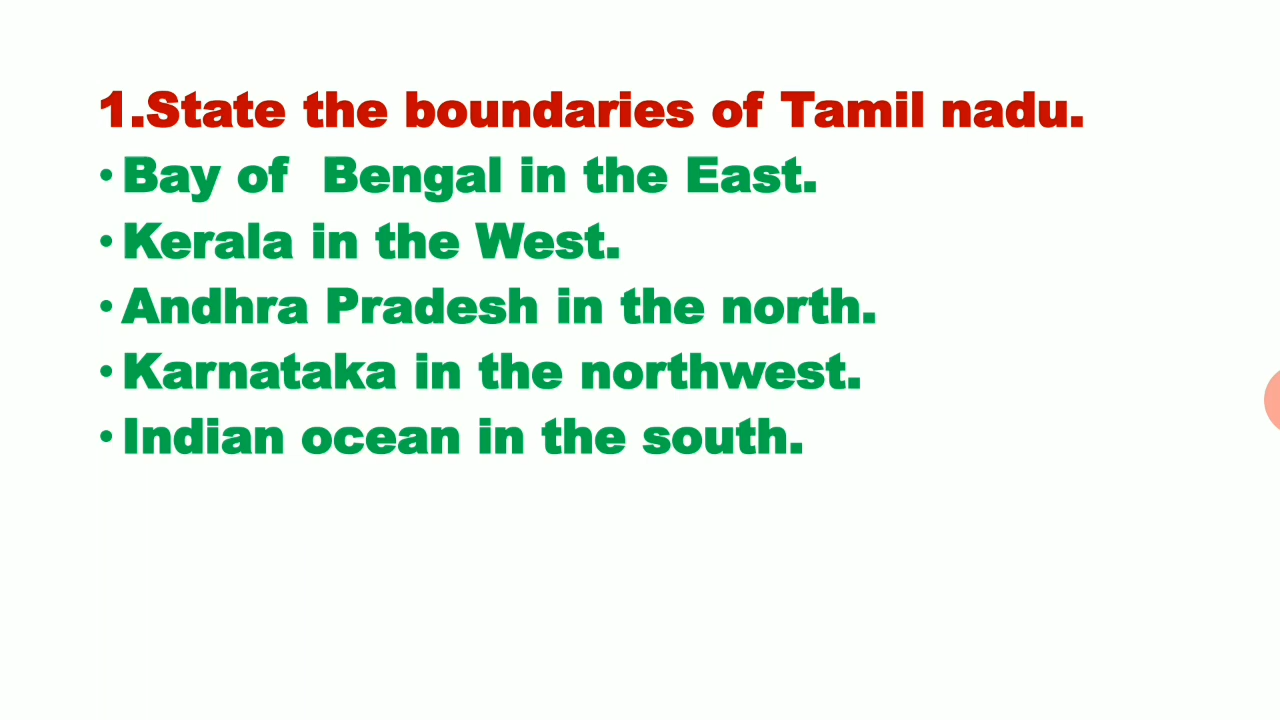 1.State the boundaries of Tamil nadu.
• Bay of  Bengal in the East.
• Kerala in the West.
• Andhra Pradesh in the north.
• Karnataka in the northwest.
• Indian ocean in the south.